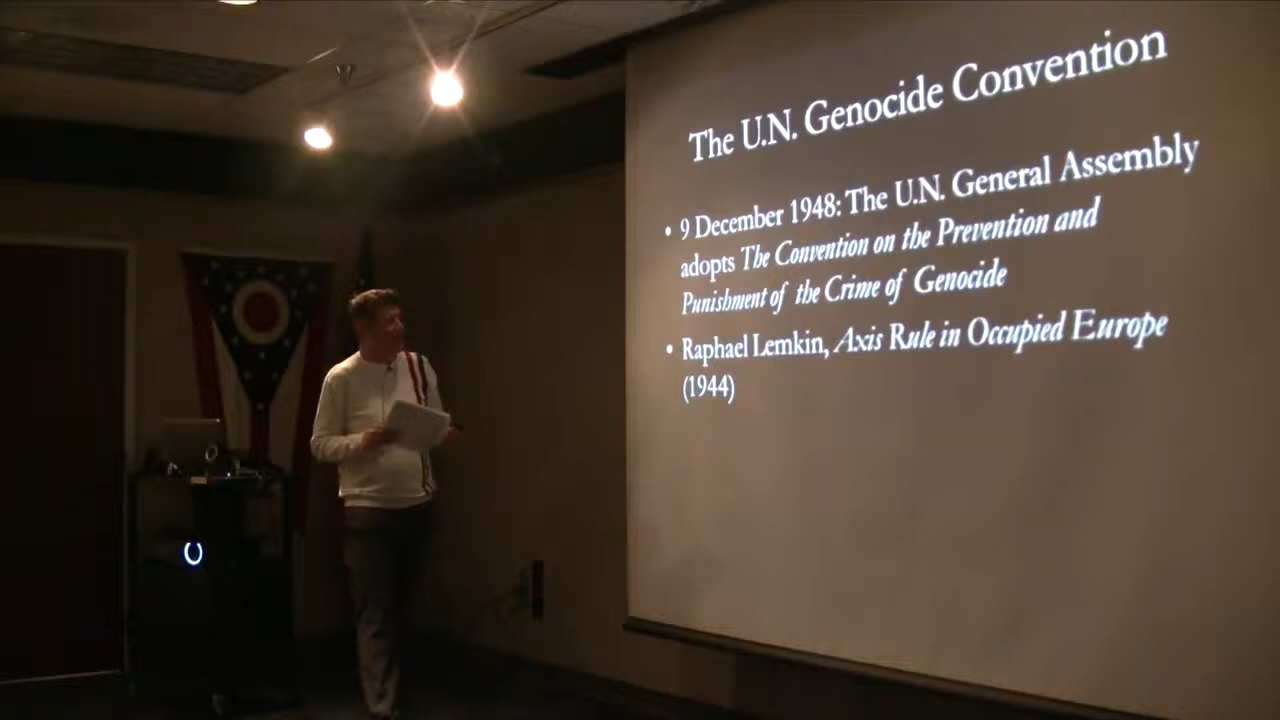 The U.N. Genocide Convention
• 9 December 1948: The U.N. General Assembly
adopts The Convention on the Prevention and
Punishment of the Crime of Genocide
• Raphael Lemkin, Axis Rule in Occupied Europe
(1944)